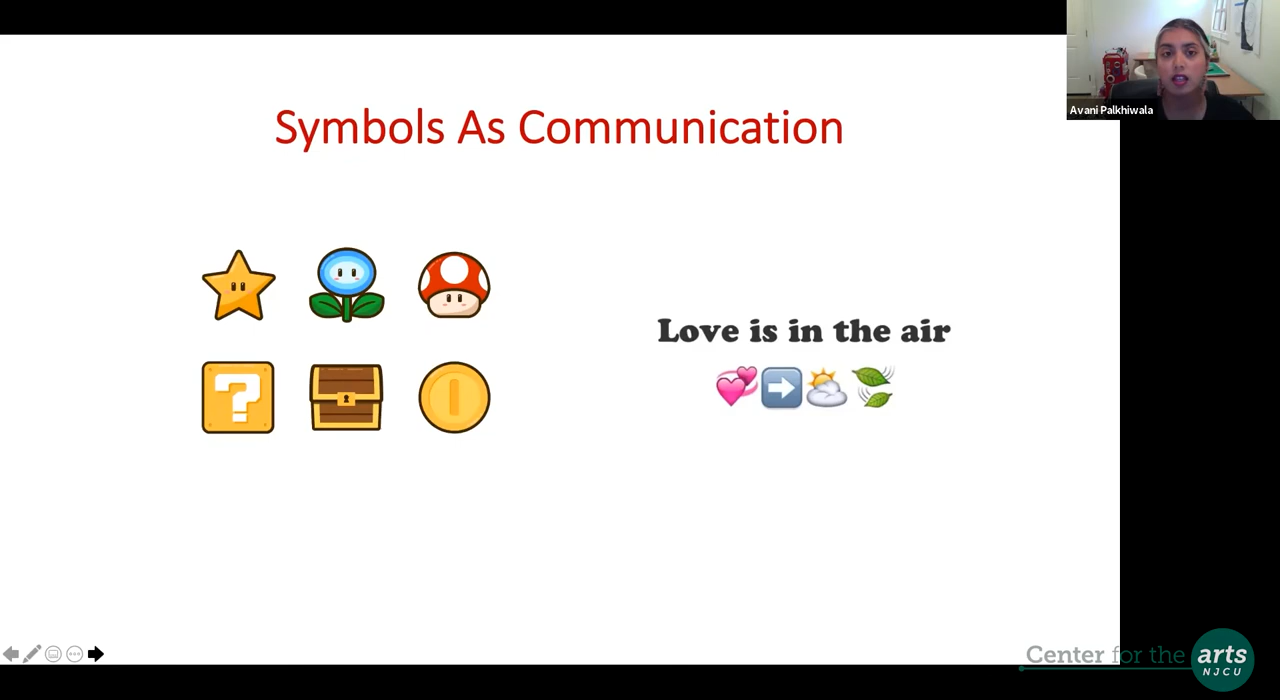 Symbols As Communication
Avani Palkhiwala
?
Love is in the air
Center for the arts
NJCU